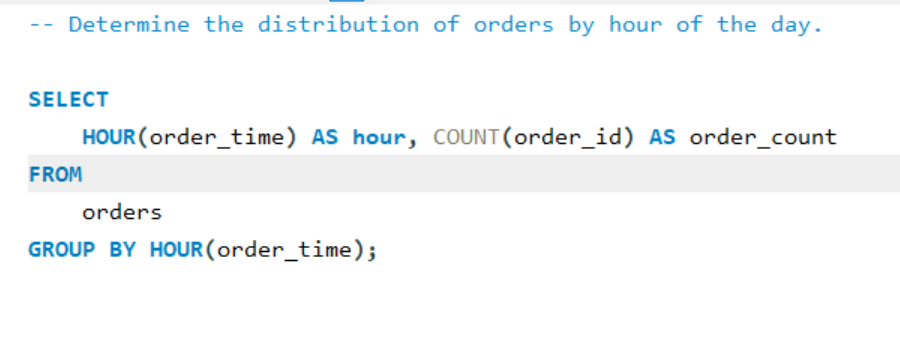 -- Determine the distribution of orders by hour of the day.
SELECT
HOUR(order_time) AS hour, COUNT(order_id) AS order_count
FROM
orders
GROUP BY HOUR(order_time);